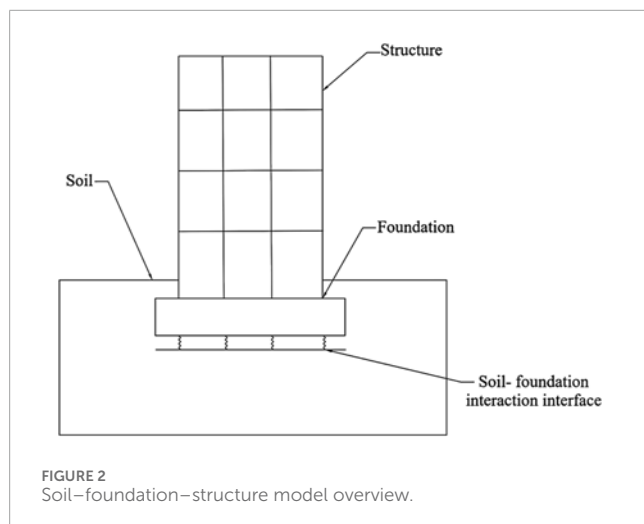 Structure
Soil
Foundation
Soil- foundation
interaction interface
FIGURE 2
Soil–foundation–structure model overview.